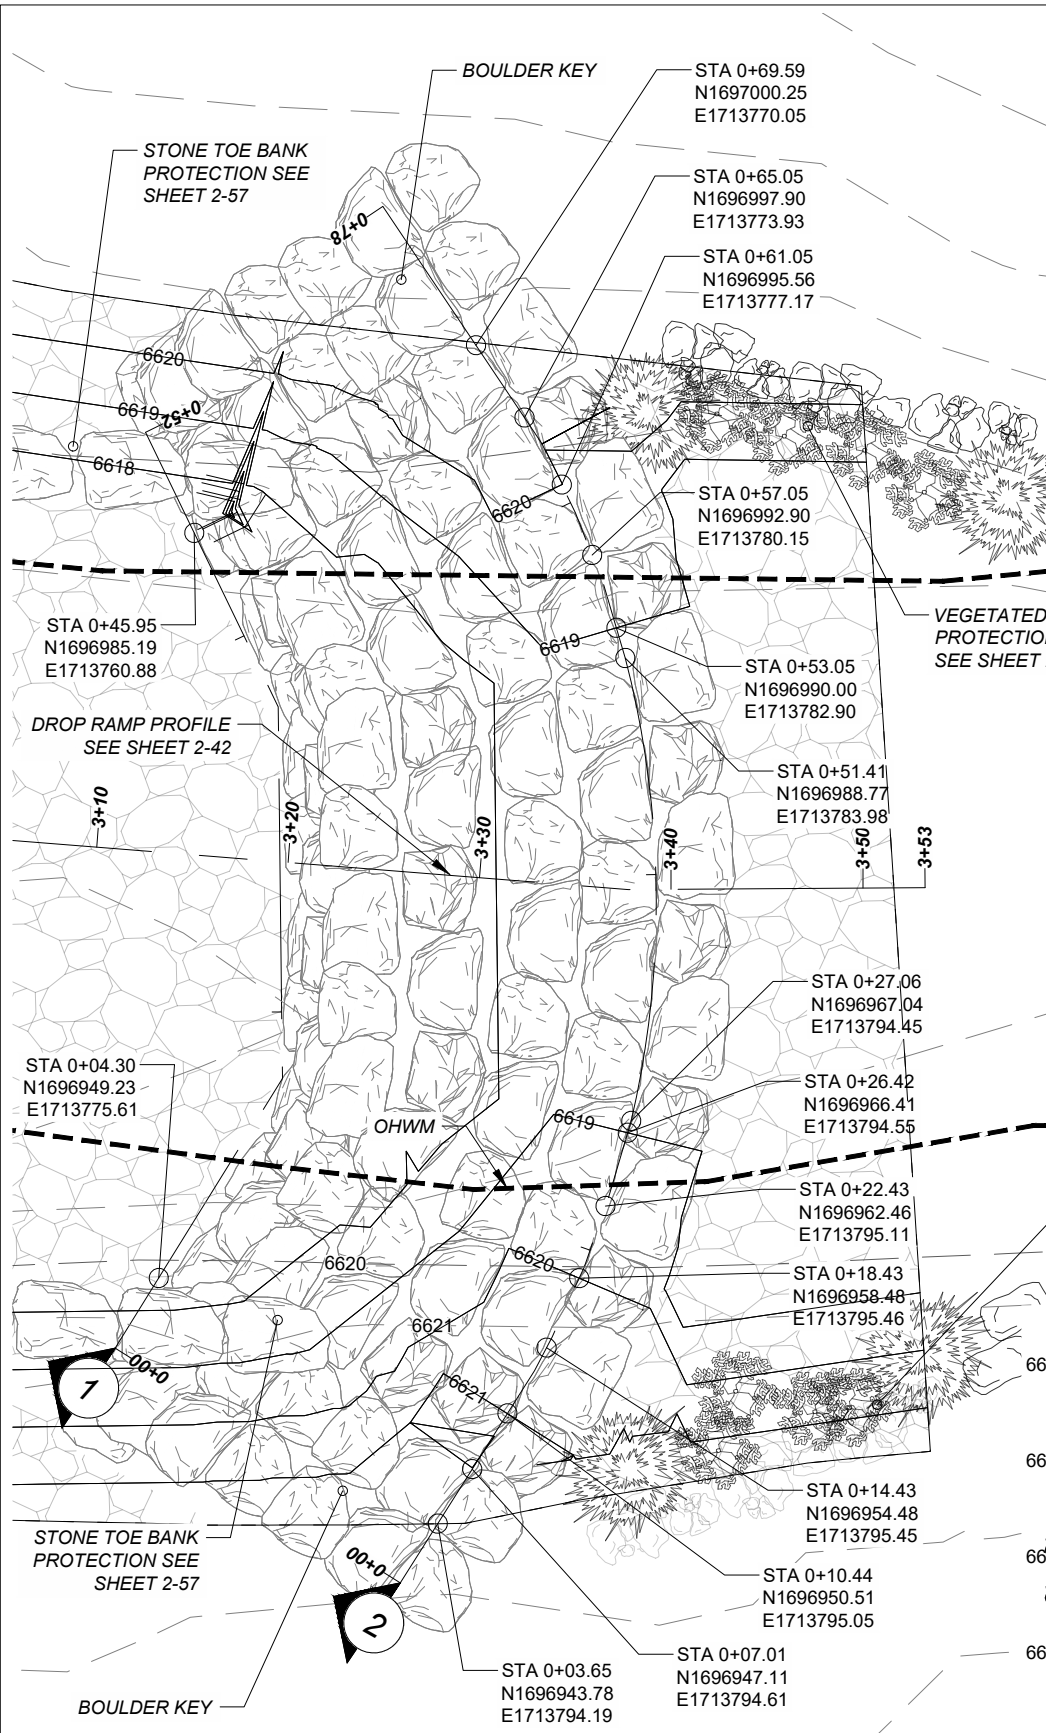 BOULDER KEY
STA 0+69.59
N1697000.25
E1713770.05
STONE TOE BANK
PROTECTION SEE
SHEET 2-57
STA 0+65.05
N1696997.90
E1713773.93
0+78
STA 0+61.05
N1696995.56
E1713777.17
6620
6619
0+52
6618
6620
STA 0+57.05
N1696992.90
E1713780.15
STA 0+45.95
N1696985.19
E1713760.88
VEGETATED
PROTECTION
SEE SHEET
6619
STA 0+53.05
N1696990.00
E1713782.90
DROP RAMP PROFILE
SEE SHEET 2-42
STA 0+51.41
N1696988.77
E1713783.98
3+10
3+20
3+30
3+40
3+50
3+53
STA 0+27.06
N1696967.04
E1713794.45
STA 0+04.30
N1696949.23
E1713775.61
STA 0+26.42
N1696966.41
E1713794.55
OHWM
6619
STA 0+22.43
N1696962.46
E1713795.11
6620
6620
STA 0+18.43
N1696958.48
E1713795.46
6621
6621
1
0+00
66
66
STA 0+14.43
N1696954.48
E1713795.45
STONE TOE BANK
PROTECTION SEE
SHEET 2-57
0+00
66
STA 0+10.44
N1696950.51
E1713795.05
2
STA 0+07.01
N1696947.11
E1713794.61
66
STA 0+03.65
N1696943.78
E1713794.19
BOULDER KEY